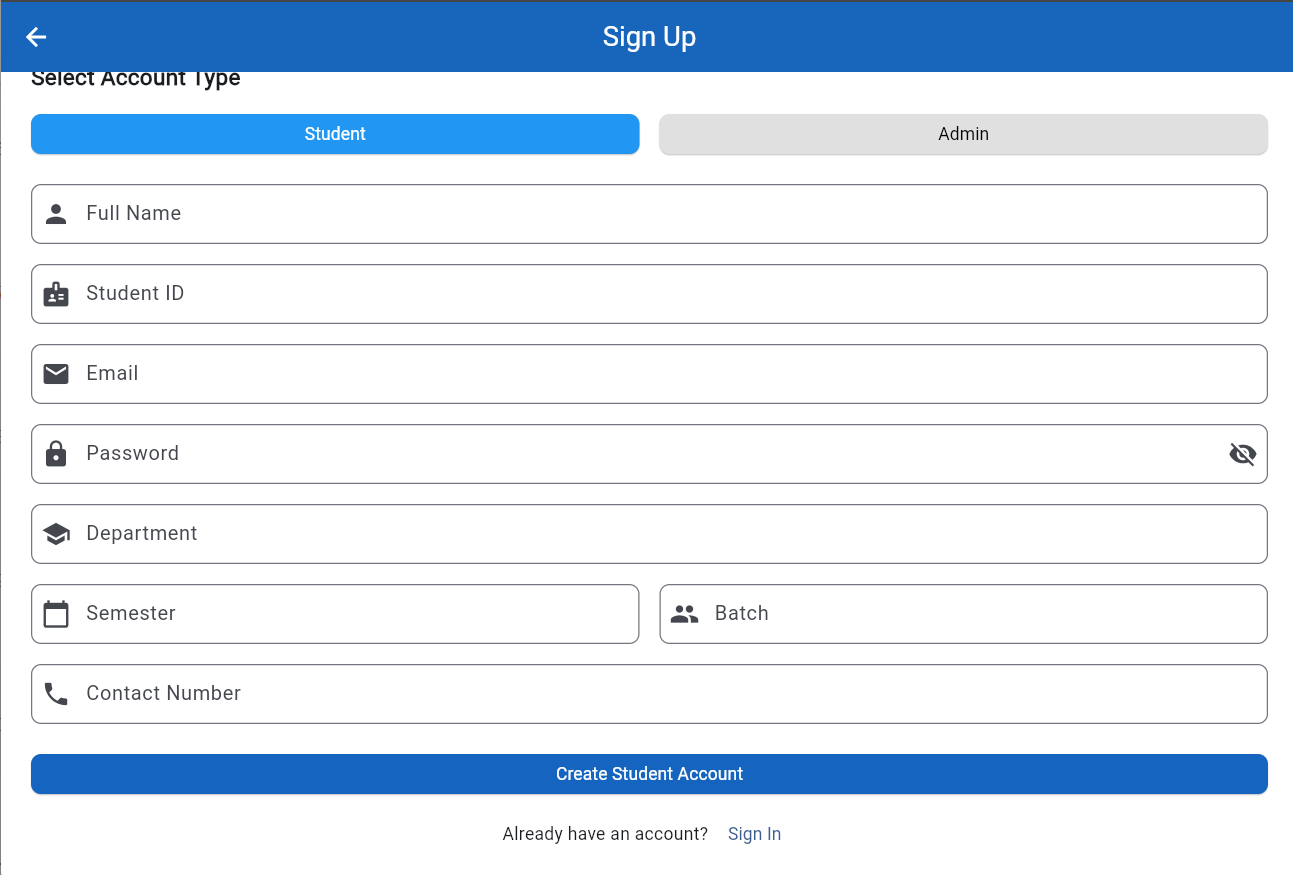 Sign Up
Select Account Type
Student
Admin
Full Name
Student ID
Email
Password
Department
Semester
Batch
Contact Number
Create Student Account
Already have an account? Sign In